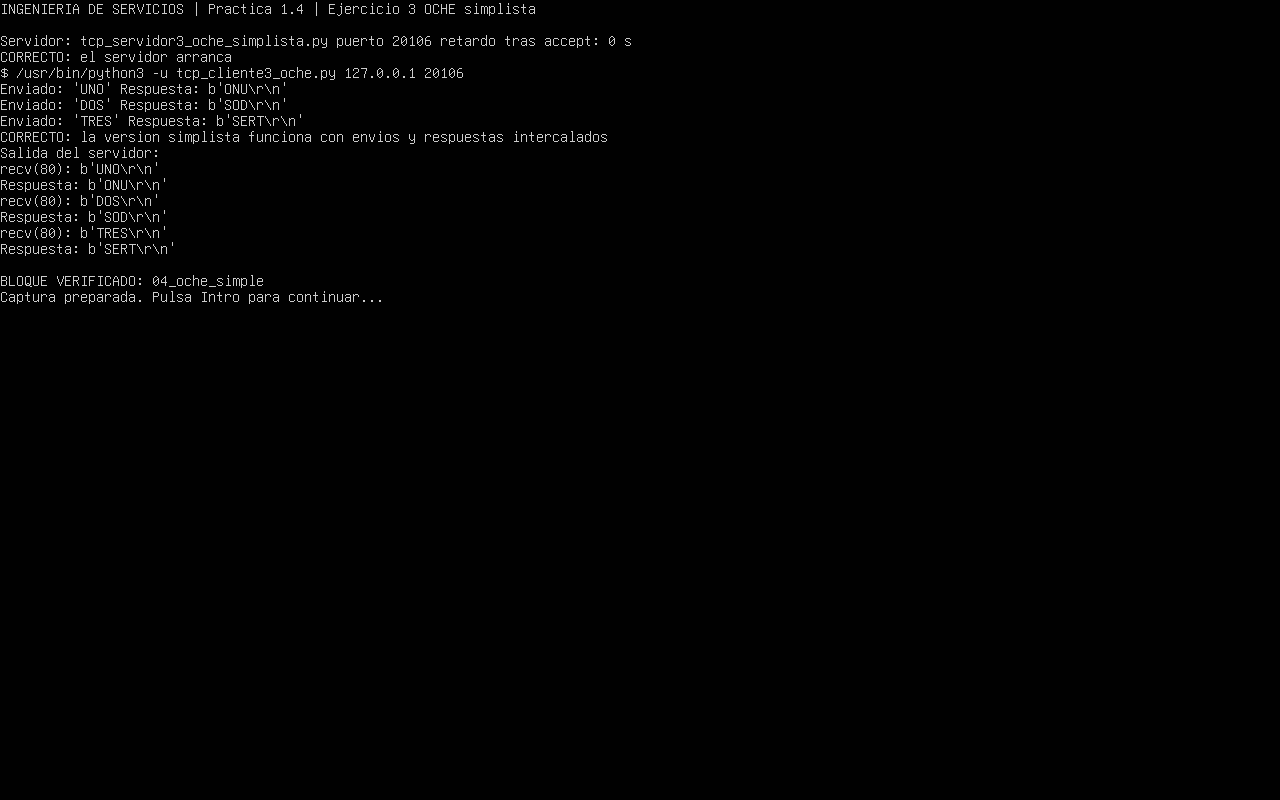 INGENIERIA DE SERVICIOS | Practica 1.4 | Ejercicio 3 OCHE simplista
Servidor: tcp_servidor3_oche_simplista.py puerto 20106 retardo tras accept: 0 s
CORRECTO: el servidor arranca
$ /usr/bin/python3 -u tcp_cliente3_oche.py 127.0.0.1 20106
Enviado: 'UNO' Respuesta: b'ONU\r\n'
Enviado: 'DOS' Respuesta: b'SOD\r\n'
Enviado: 'TRES' Respuesta: b'SERT\r\n'
CORRECTO: la version simplista funciona con envios y respuestas intercalados
Salida del servidor:
recv(80): b'UNO\r\n'
Respuesta: b'ONU\r\n'
recv(80): b'DOS\r\n'
Respuesta: b'SOD\r\n'
recv(80): b'TRES\r\n'
Respuesta: b'SERT\r\n'
BLOQUE VERIFICADO: 04_oche_simple
Captura preparada. Pulsa Intro para continuar...